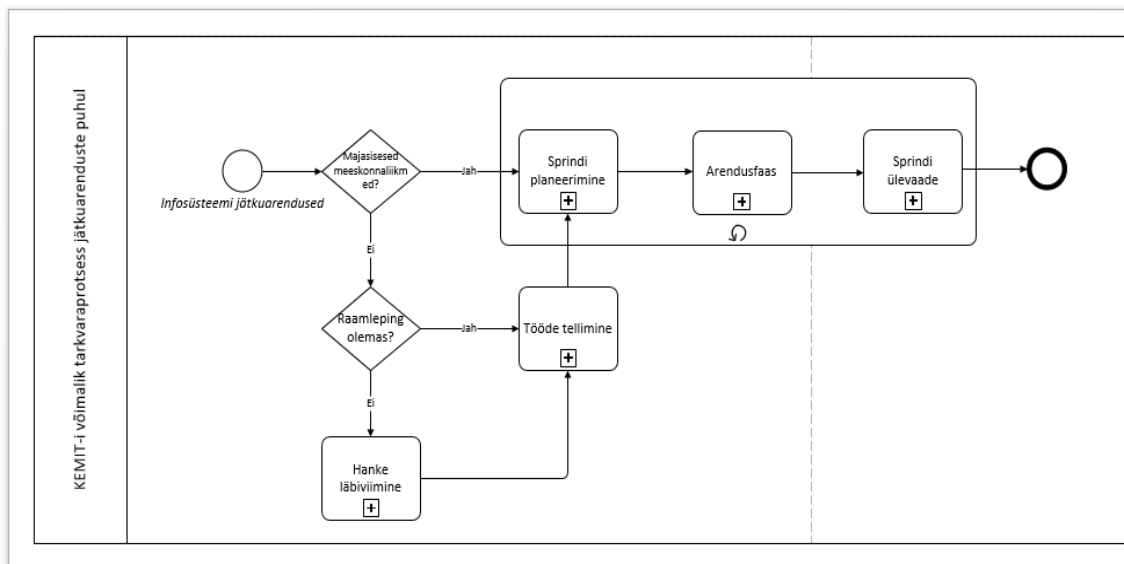 KEMIT-i võimalik tarkvaraprotsess jätkuarenduste puhul
Infosüsteemi jätkuarendused
Majasisesed
meeskonnaliikm
ed?
Jah
Sprindi
planeerimine
Arendusfaas
Sprindi
ülevaade
Ei
Raamleping
olemas?
Jah
Tööde tellimine
Ei
Hanke
läbiviimine